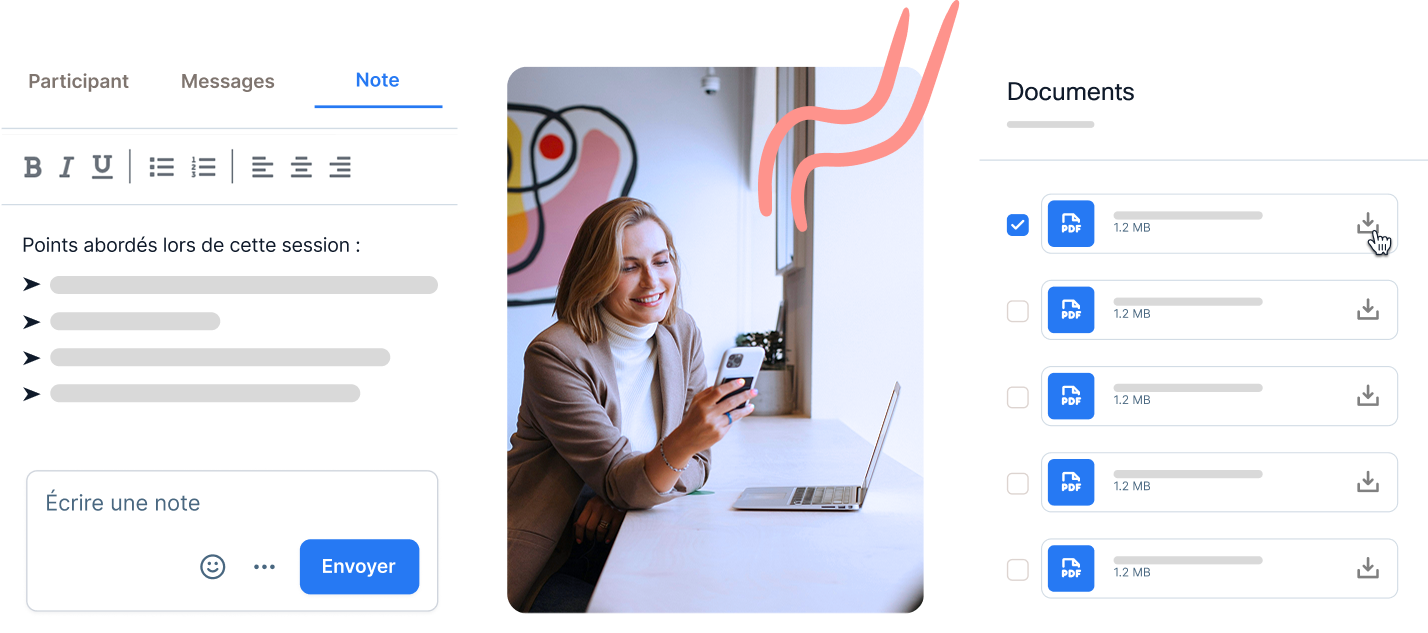 Participant
Messages
Note
B I U
Points abordés lors de cette session :
Écrire une note
Envoyer
Documents
PDF
1.2 MB
PDF
1.2 MB
PDF
1.2 MB
PDF
1.2 MB
PDF
1.2 MB